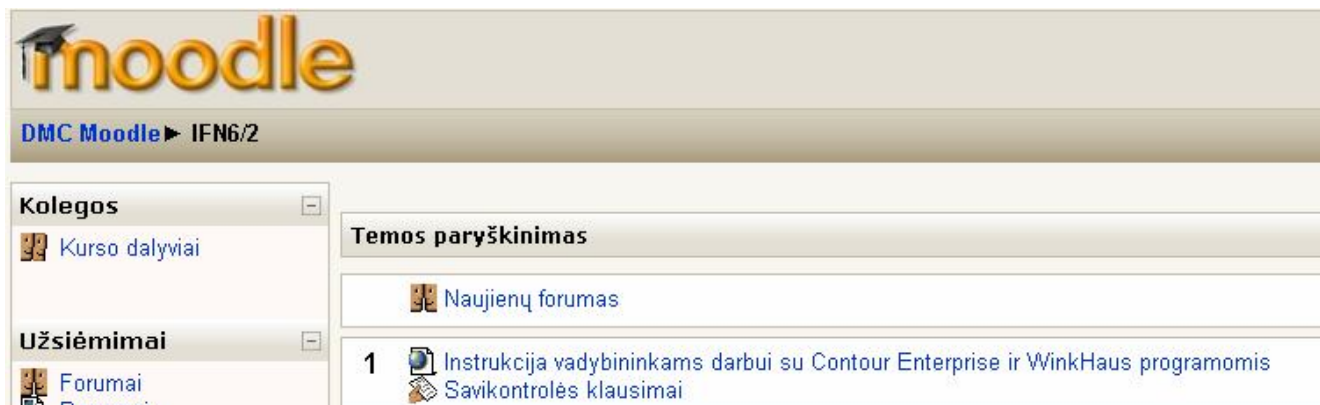 moodle
DMC Moodle► IFN6/2
Kolegos
Kurso dalyviai
Užsiėmimai
Forumai
Temos paryškinimas
Naujienų forumas
1 Instrukcija vadybininkams darbui su Contour Enterprise ir WinkHaus programomis
Savikontrolės klausimai